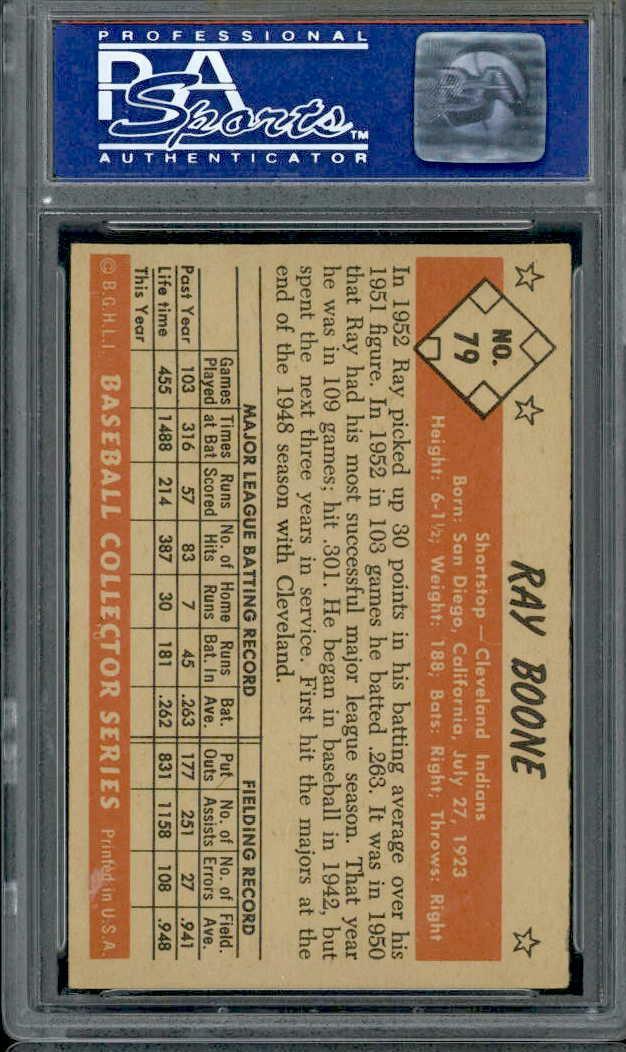 PROFESSIONAL
PSA
Sports™
AUTHENTICATOR
PSA
NO.
79
RAY BOONE
Shortstop — Cleveland Indians
Born: San Diego, California, July 27, 1923
Height: 6-1½; Weight: 188; Bats: Right; Throws: Right
In 1952 Ray picked up 30 points in his batting average over his
1951 figure. In 1952 in 103 games he batted .263. It was in 1950
that Ray had his most successful major league season. That year
he was in 109 games; hit .301. He began in baseball in 1942, but
spent the next three years in service. First hit the majors at the
end of the 1948 season with Cleveland.
MAJOR LEAGUE BATTING RECORD FIELDING RECORD
Games Times Runs No. of Home Runs Bat. Put No. of No. of Field.
Played at Bat Scored Hits Runs Bat. In Ave. Outs Assists Errors Ave.
Past Year 103 316 57 83 7 45 .263 177 251 27 .941
Life time 455 1488 214 387 30 181 .262 831 1158 108 .948
This Year
© B.G.H.L.I. BASEBALL COLLECTOR SERIES Printed in U.S.A.